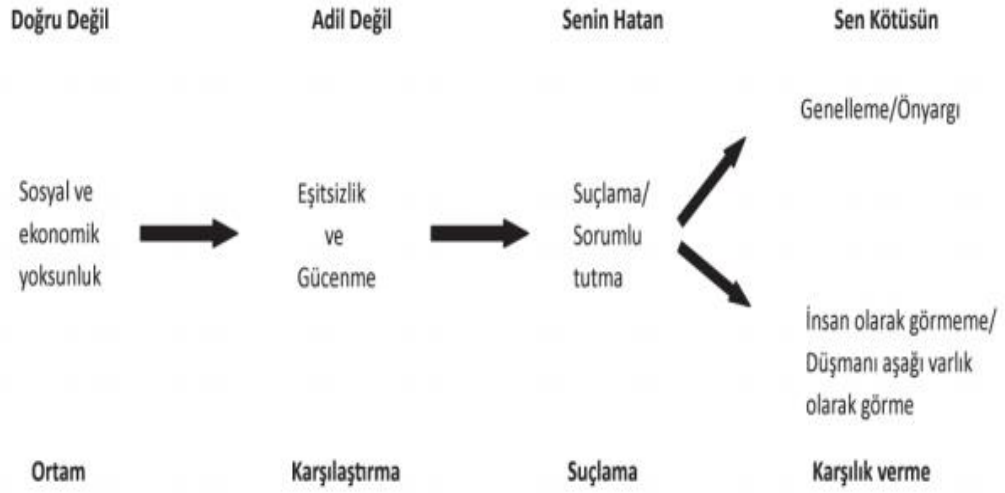 Doğru Değil
Adil Değil
Senin Hatan
Sen Kötüsün
Sosyal ve
ekonomik
yoksunluk
Eşitsizlik
ve
Gücenme
Suçlama/
Sorumlu
tutma
Genelleme/Önyargı
İnsan olarak görmeme/
Düşmanı aşağı varlık
olarak görme
Ortam
Karşılaştırma
Suçlama
Karşılık verme